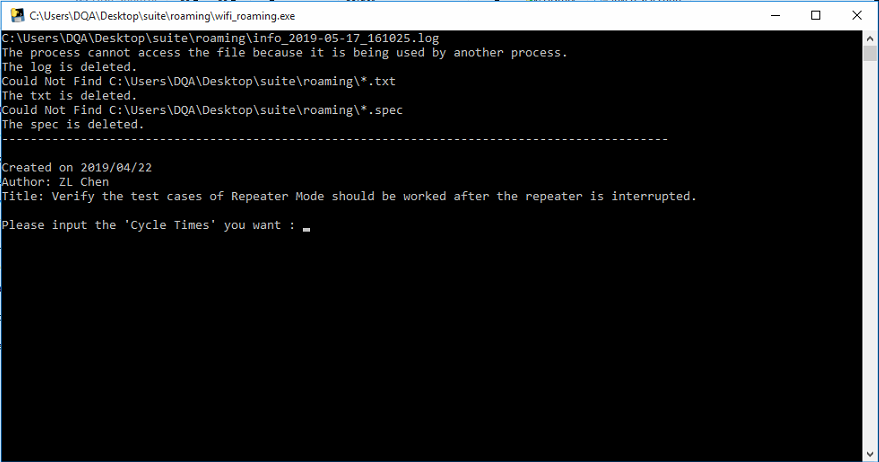 C:\Users\DQA\Desktop\suite\roaming\wifi_roaming.exe
C:\Users\DQA\Desktop\suite\roaming\info_2019-05-17_161025.log
The process cannot access the file because it is being used by another process.
The log is deleted.
Could Not Find C:\Users\DQA\Desktop\suite\roaming\*.txt
The txt is deleted.
Could Not Find C:\Users\DQA\Desktop\suite\roaming\*.spec
The spec is deleted.
-----------------------------------------------------------------------------------------------
Created on 2019/04/22
Author: ZL Chen
Title: Verify the test cases of Repeater Mode should be worked after the repeater is interrupted.
Please input the 'Cycle Times' you want : _